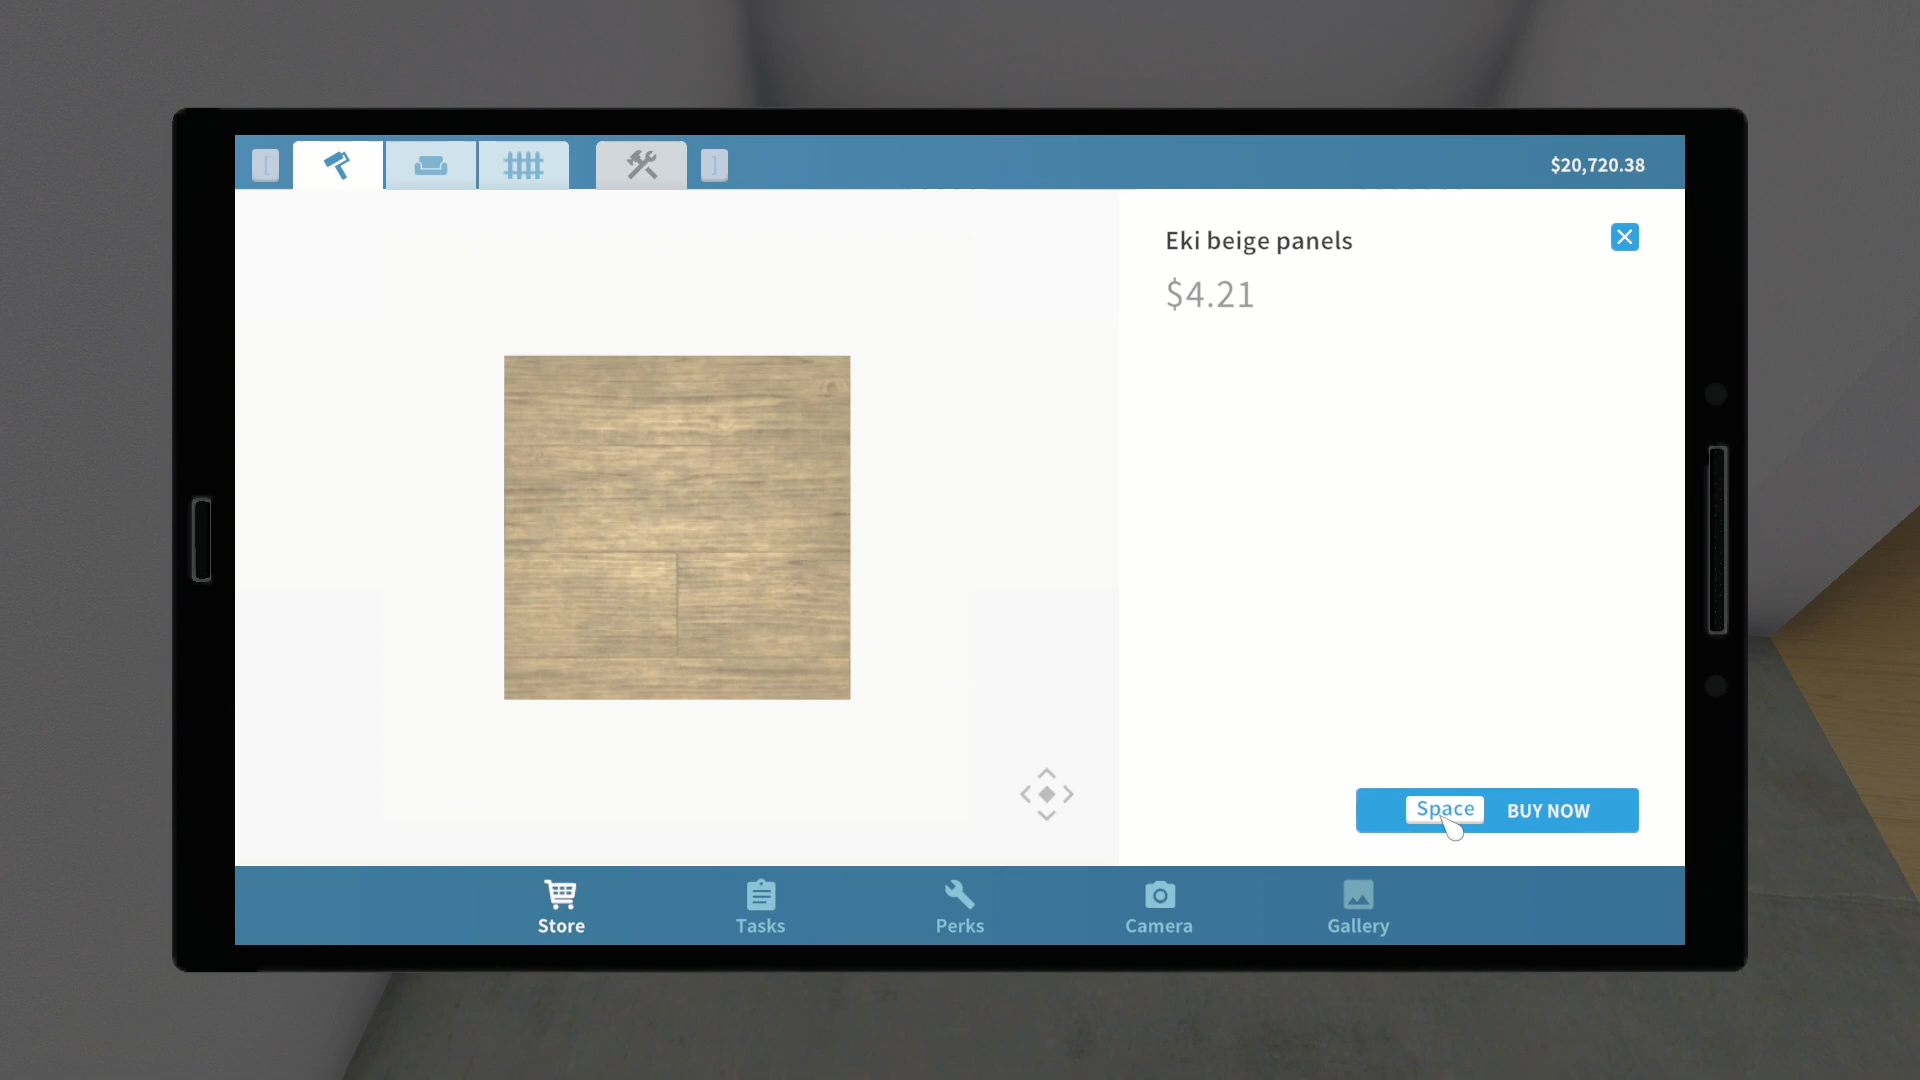 [
]
$20,720.38
Eki beige panels
$4.21
Space BUY NOW
Store
Tasks
Perks
Camera
Gallery